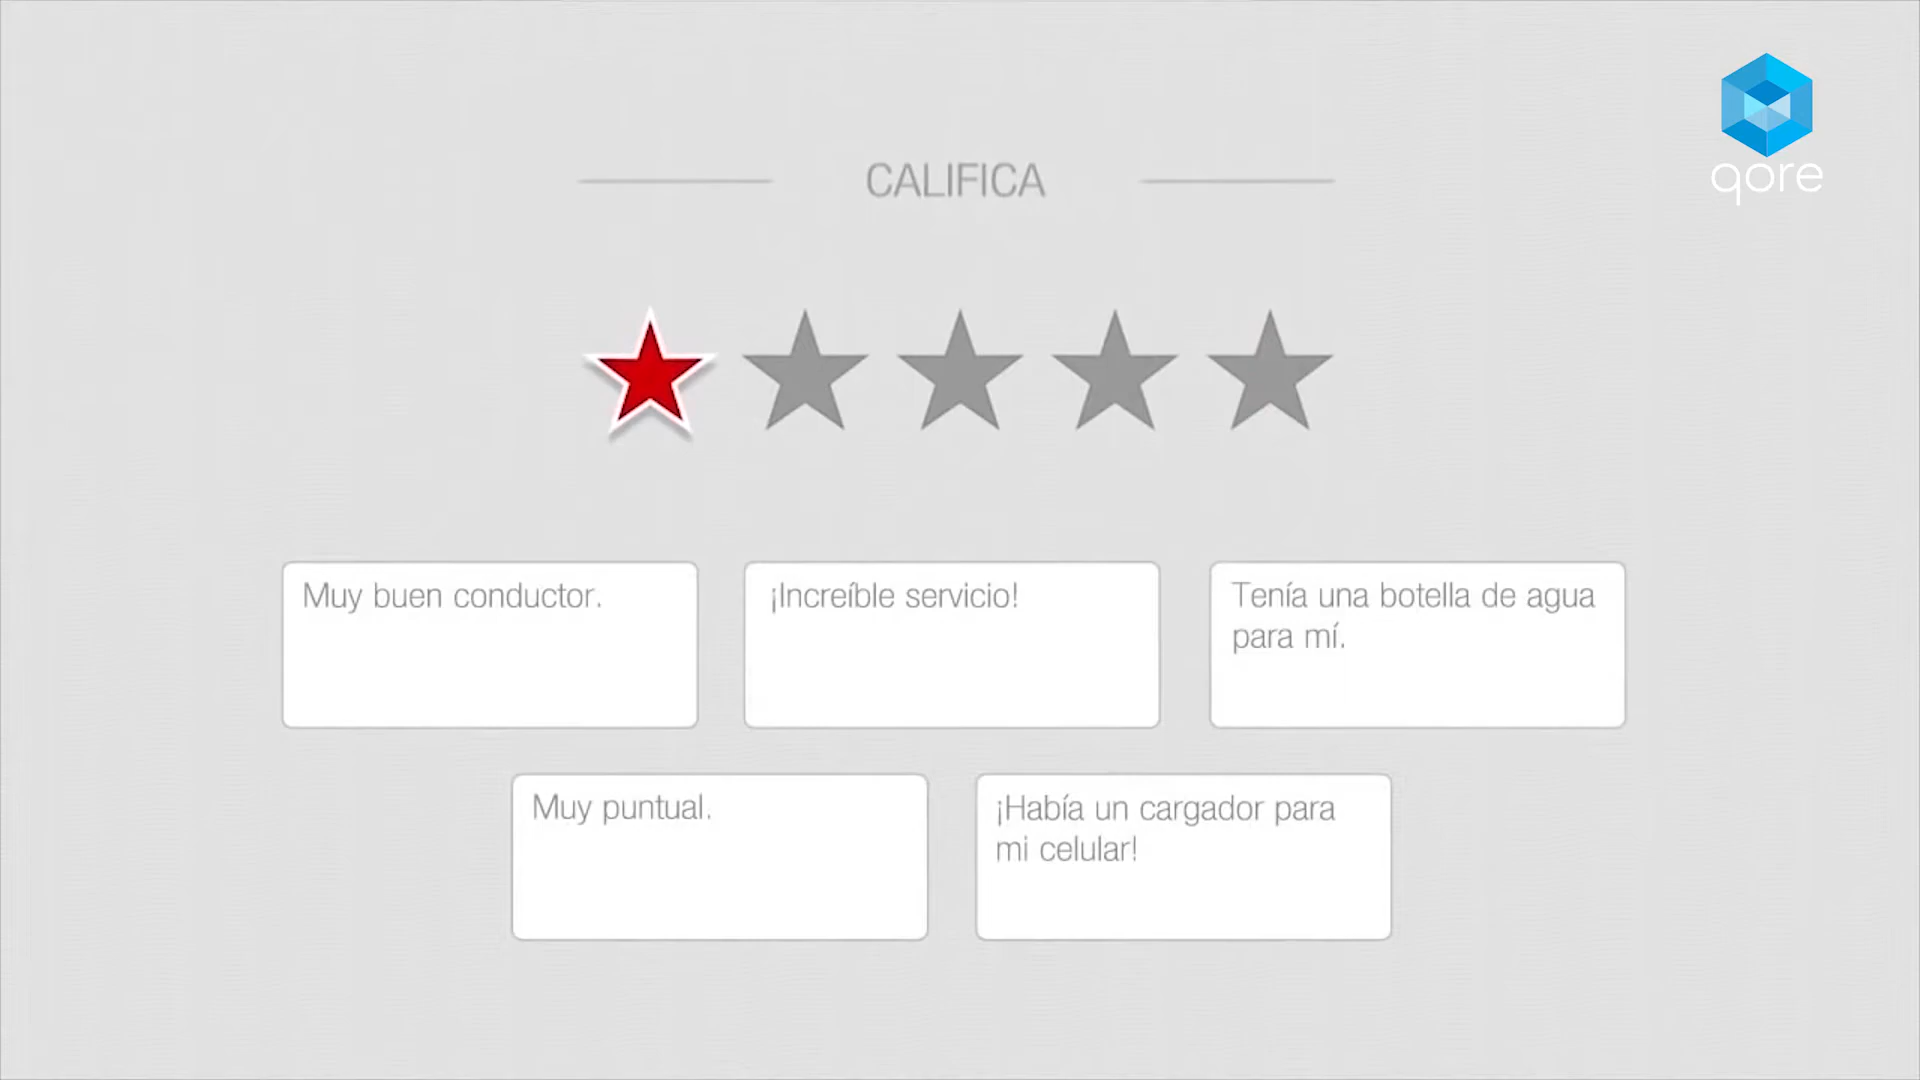 qore
CALIFICA
Muy buen conductor.
¡Increíble servicio!
Tenía una botella de agua
para mí.
Muy puntual.
¡Había un cargador para
mi celular!